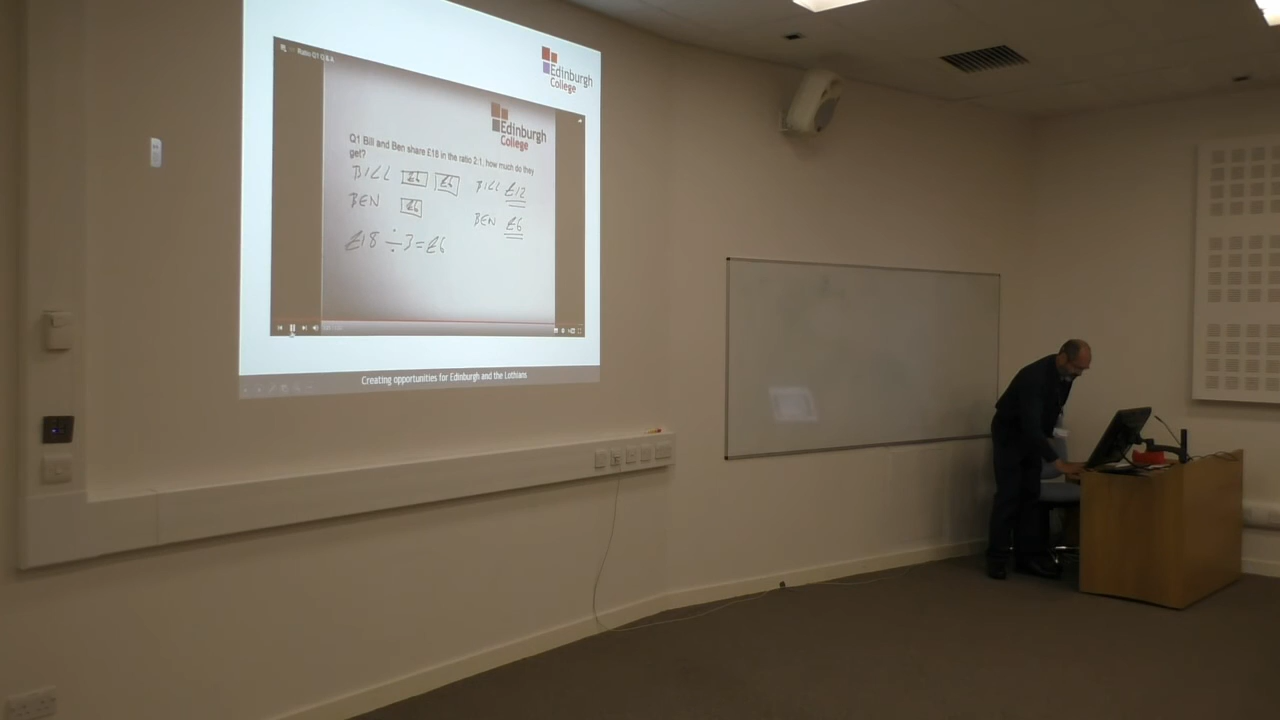 Ratio Q1 Q & A
Edinburgh
College
Edinburgh
College
Q1 Bill and Ben share £18 in the ratio 2:1, how much do they
get?
BILL £6 £6 BILL £12
BEN £6 BEN £6
£18 ÷ 3 = £6
Creating opportunities for Edinburgh and the Lothians